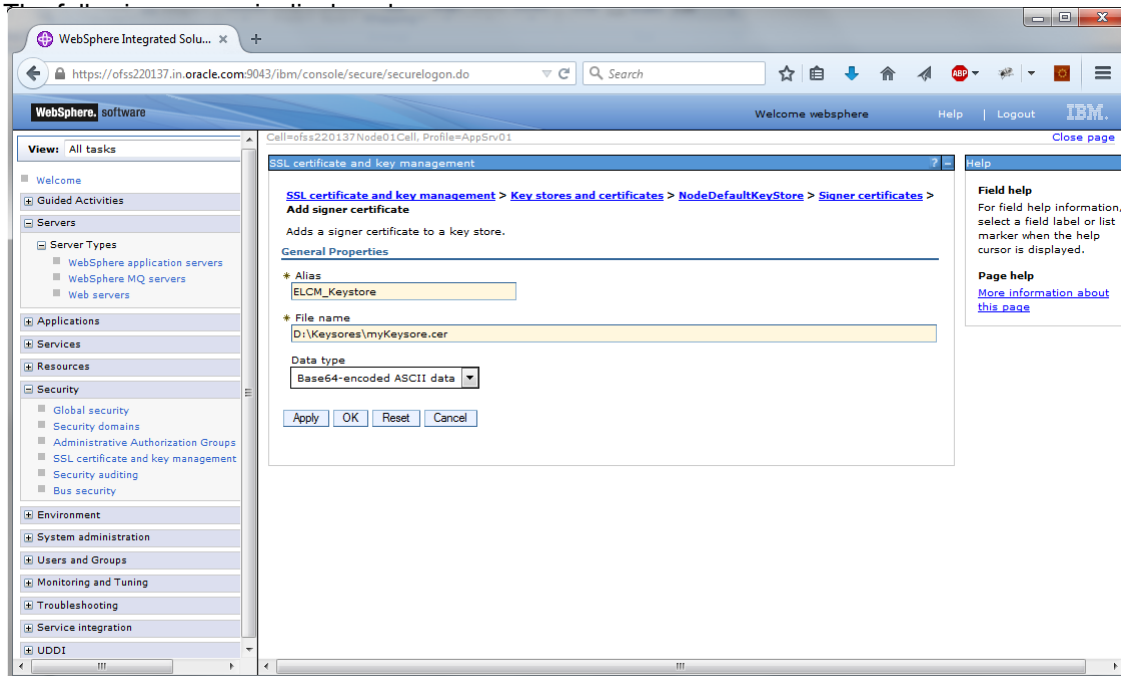 WebSphere Integrated Solu...
https://ofss220137.in.oracle.com:9043/ibm/console/secure/securelogon.do
Search
ABP
WebSphere. software
Welcome websphere
Help | Logout
IBM.
View: All tasks
Welcome
Guided Activities
Servers
Server Types
WebSphere application servers
WebSphere MQ servers
Web servers
Applications
Services
Resources
Security
Global security
Security domains
Administrative Authorization Groups
SSL certificate and key management
Security auditing
Bus security
Environment
System administration
Users and Groups
Monitoring and Tuning
Troubleshooting
Service integration
UDDI
Cell=ofss220137Node01Cell, Profile=AppSrv01
Close page
SSL certificate and key management
? -
SSL certificate and key management > Key stores and certificates > NodeDefaultKeyStore > Signer certificates >
Add signer certificate
Adds a signer certificate to a key store.
General Properties
* Alias
ELCM_Keystore
* File name
D:\Keysores\myKeysore.cer
Data type
Base64-encoded ASCII data
Apply OK Reset Cancel
Help
Field help
For field help information,
select a field label or list
marker when the help
cursor is displayed.
Page help
More information about
this page